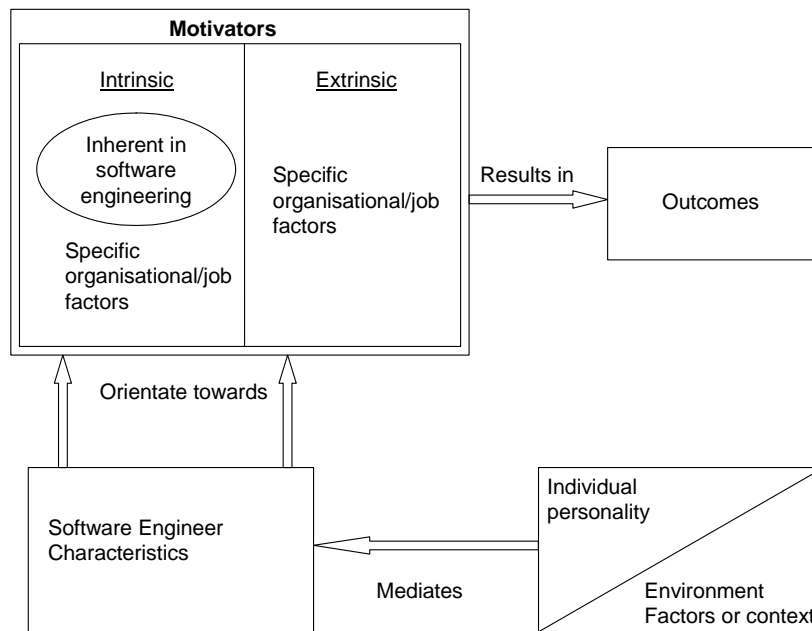 Motivators
Intrinsic
Inherent in
software
engineering
Specific
organisational/job
factors
Extrinsic
Specific
organisational/job
factors
Results in
Outcomes
Orientate towards
Software Engineer
Characteristics
Mediates
Individual
personality
Environment
Factors or context